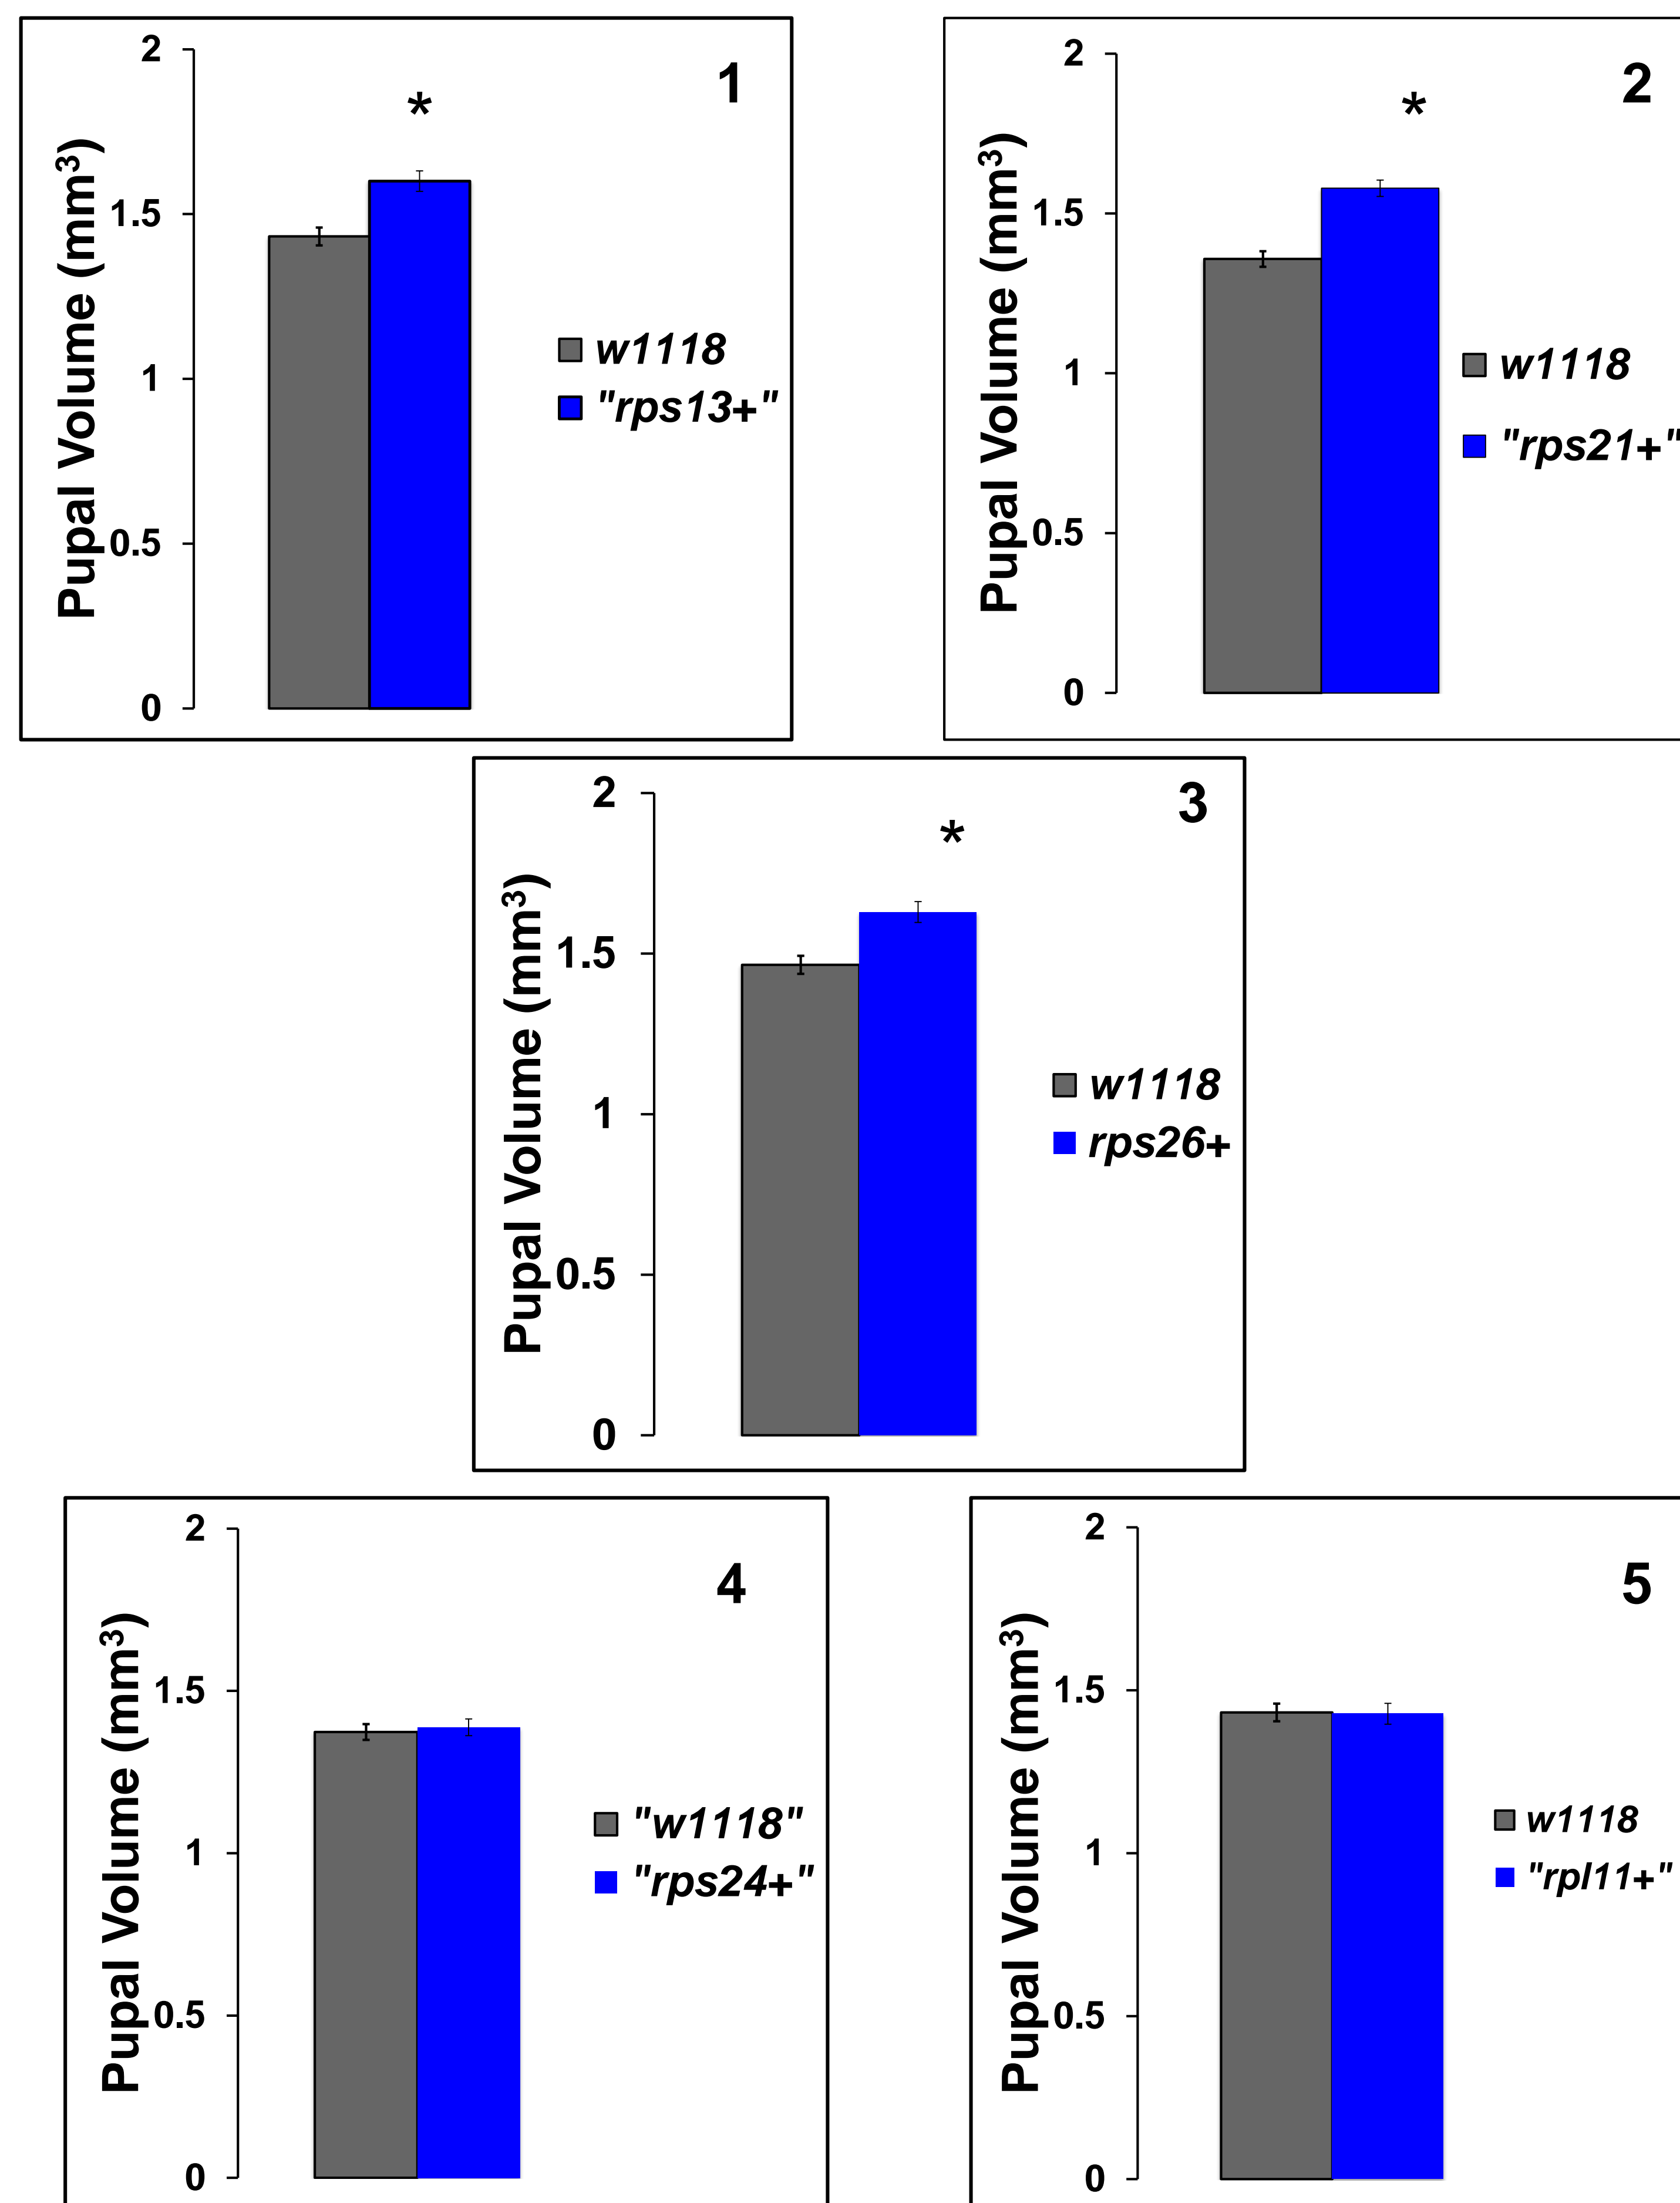 1
2
*
1.5
1
0.5
0
Pupal Volume (mm³)
w1118
"rps13+"
2
2
*
1.5
1
0.5
0
Pupal Volume (mm³)
w1118
"rps21+"
3
2
*
1.5
1
0.5
0
Pupal Volume (mm³)
w1118
rps26+
4
2
1.5
1
0.5
0
Pupal Volume (mm³)
"w1118"
"rps24+"
5
2
1.5
1
0.5
0
Pupal Volume (mm³)
w1118
"rpl11+"